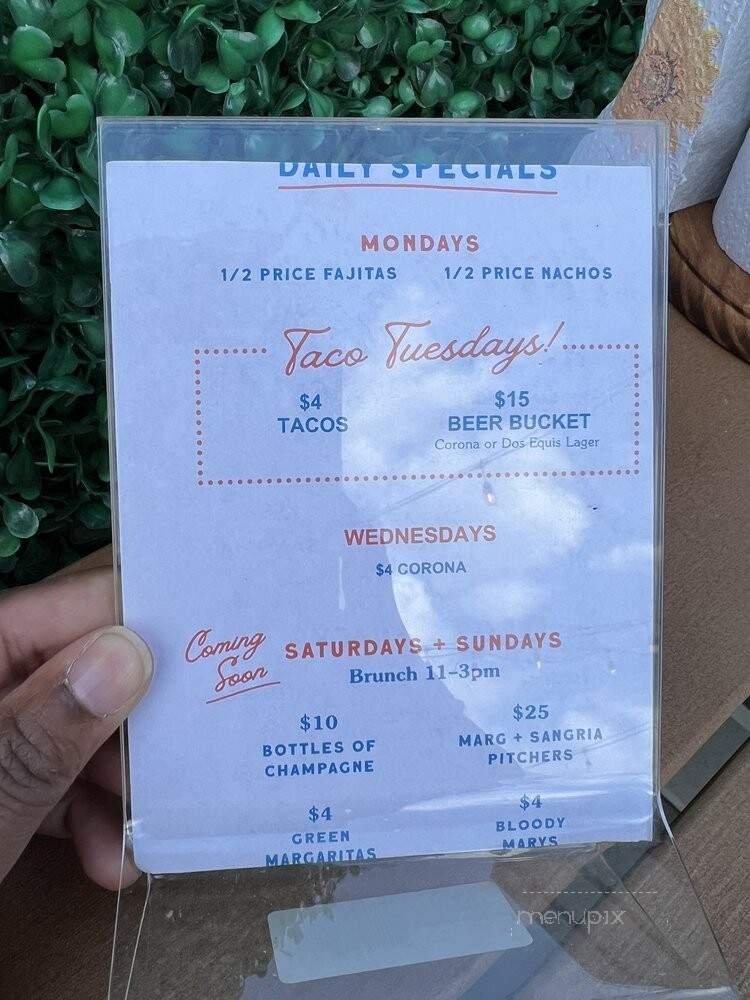 DAILY SPECIALS
MONDAYS
1/2 PRICE FAJITAS 1/2 PRICE NACHOS
Taco Tuesdays!
$4
TACOS
$15
BEER BUCKET
Corona or Dos Equis Lager
WEDNESDAYS
$4 CORONA
Coming
Soon
SATURDAYS + SUNDAYS
Brunch 11-3pm
$10
BOTTLES OF
CHAMPAGNE
$25
MARG + SANGRIA
PITCHERS
$4
GREEN
MARGARITAS
$4
BLOODY
MARYS
menupix